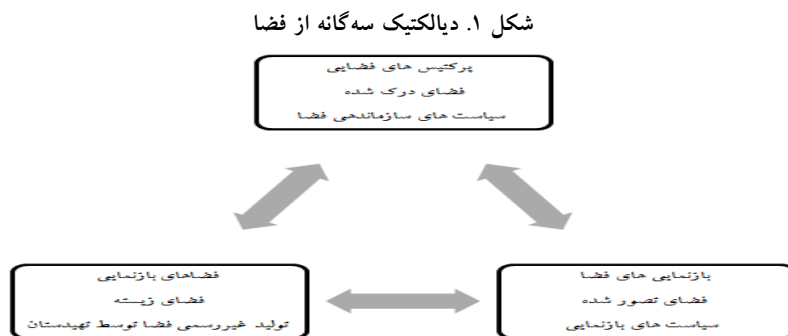 شکل ۱. دیالکتیک سه‌گانه از فضا
پرکتیس های فضایی
فضای درک شده
سیاست های سازماندهی فضا
بازنمایی های فضا
فضای تصور شده
سیاست های بازنمایی
فضاهای بازنمایی
فضای زیسته
تولید غیررسمی فضا توسط تهیدستان